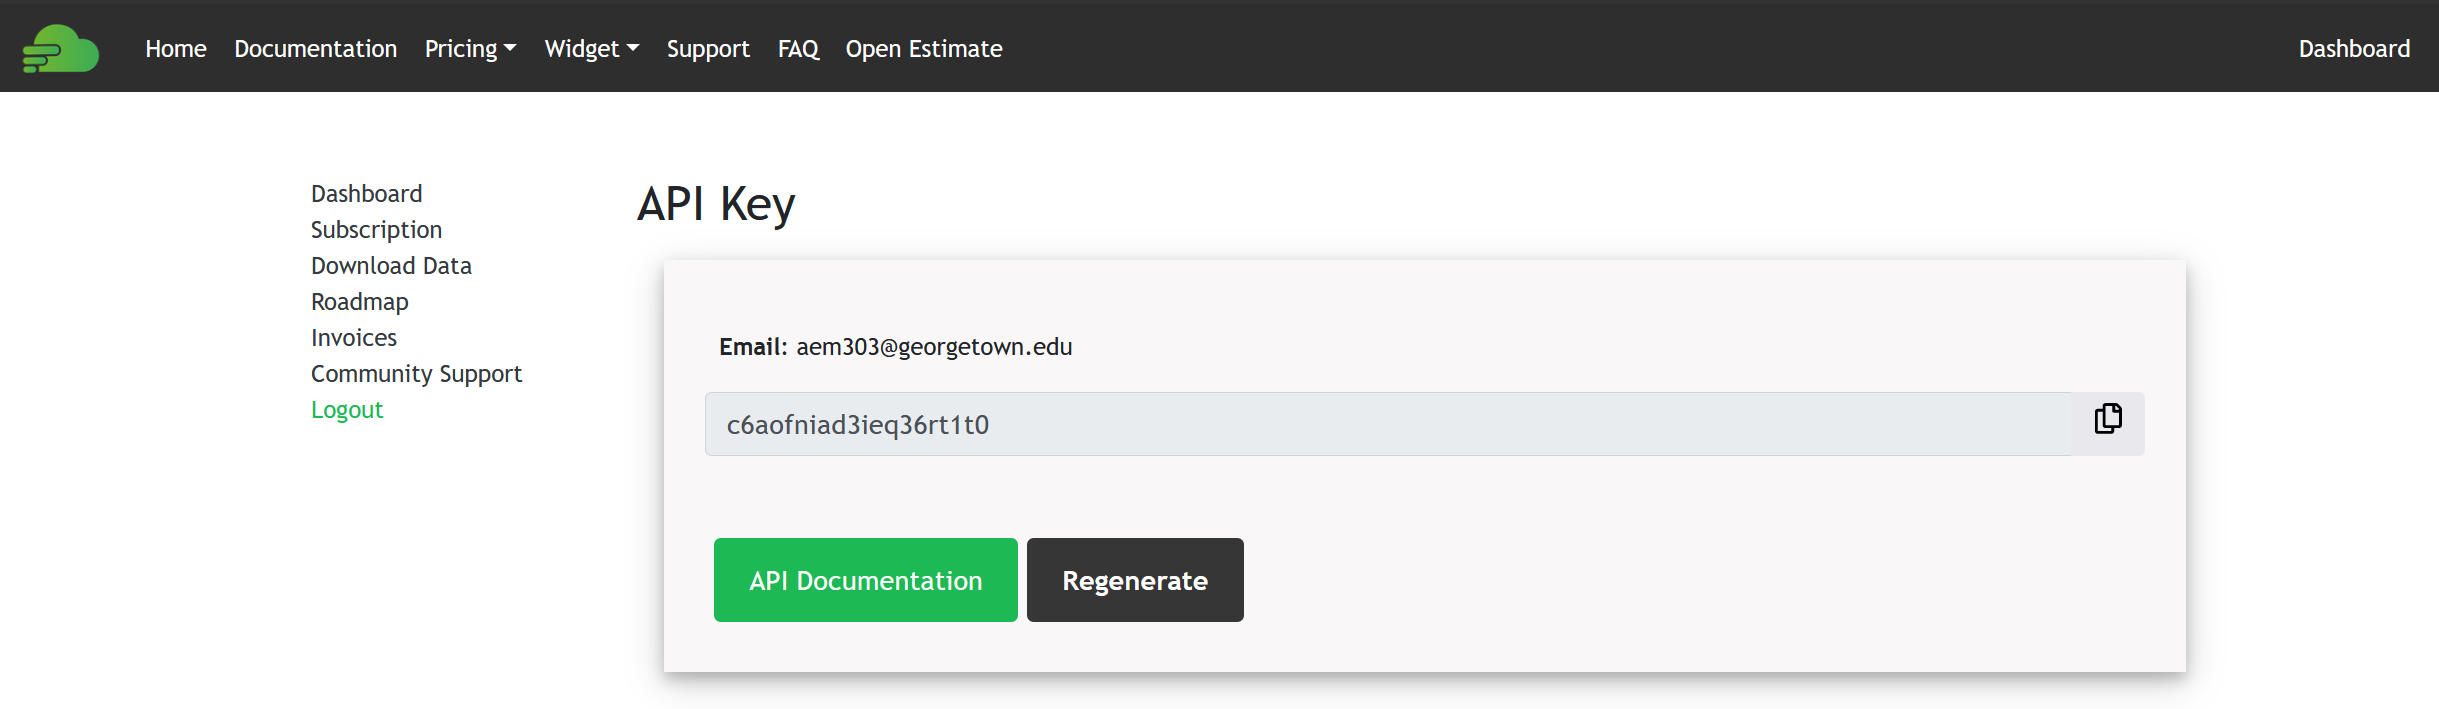 Home Documentation Pricing Widget Support FAQ Open Estimate Dashboard
Dashboard
Subscription
Download Data
Roadmap
Invoices
Community Support
Logout
API Key
Email: aem303@georgetown.edu
c6aofniad3ieq36rt1t0
API Documentation Regenerate